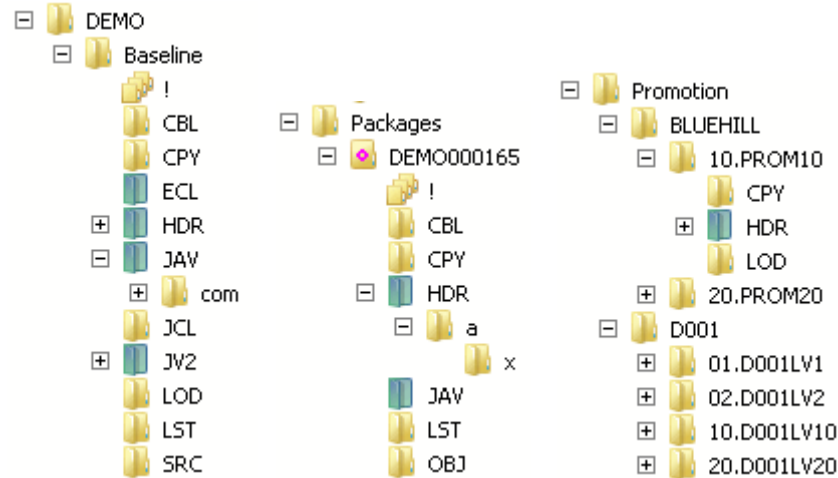 DEMO
Baseline
!
CBL
CPY
ECL
HDR
JAV
com
JCL
JV2
LOD
LST
SRC
Packages
DEMO000165
!
CBL
CPY
HDR
a
x
JAV
LST
OBJ
Promotion
BLUEHILL
10.PROM10
CPY
HDR
LOD
20.PROM20
D001
01.D001LV1
02.D001LV2
10.D001LV10
20.D001LV20